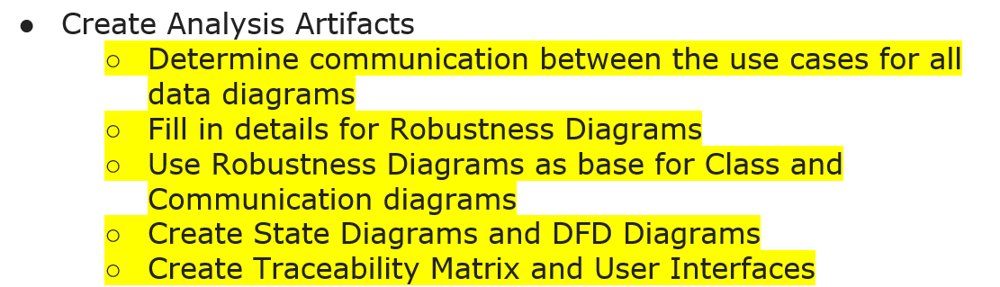 ● Create Analysis Artifacts
○ Determine communication between the use cases for all
data diagrams
○ Fill in details for Robustness Diagrams
○ Use Robustness Diagrams as base for Class and
Communication diagrams
○ Create State Diagrams and DFD Diagrams
○ Create Traceability Matrix and User Interfaces